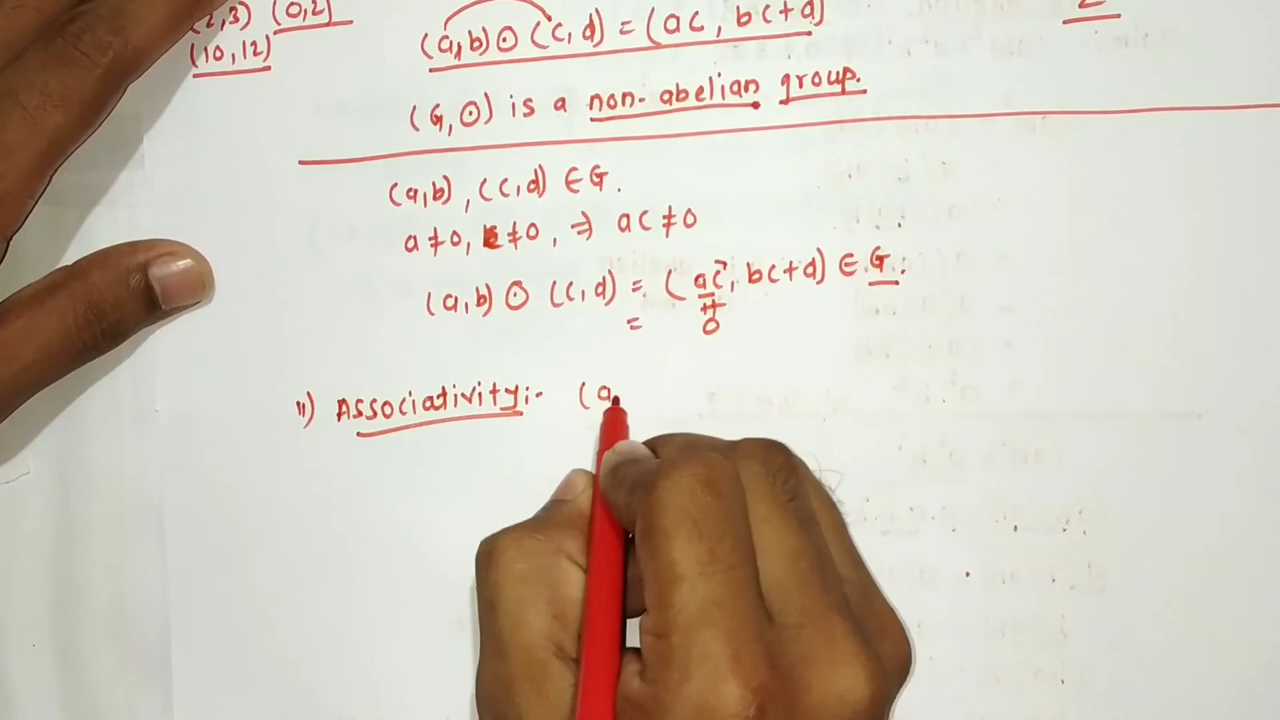 (2,3) (0,2)
(10,12)
(a,b)⊙(c,d) = (ac, bc+d)
(G,⊙) is a non-abelian group.
(a,b), (c,d) ∈ G.
a≠0, c≠0, ⇒ ac≠0
(a,b)⊙(c,d) = (ac, bc+d) ∈ G.
= ≠ 0
ii) Associativity:- (a